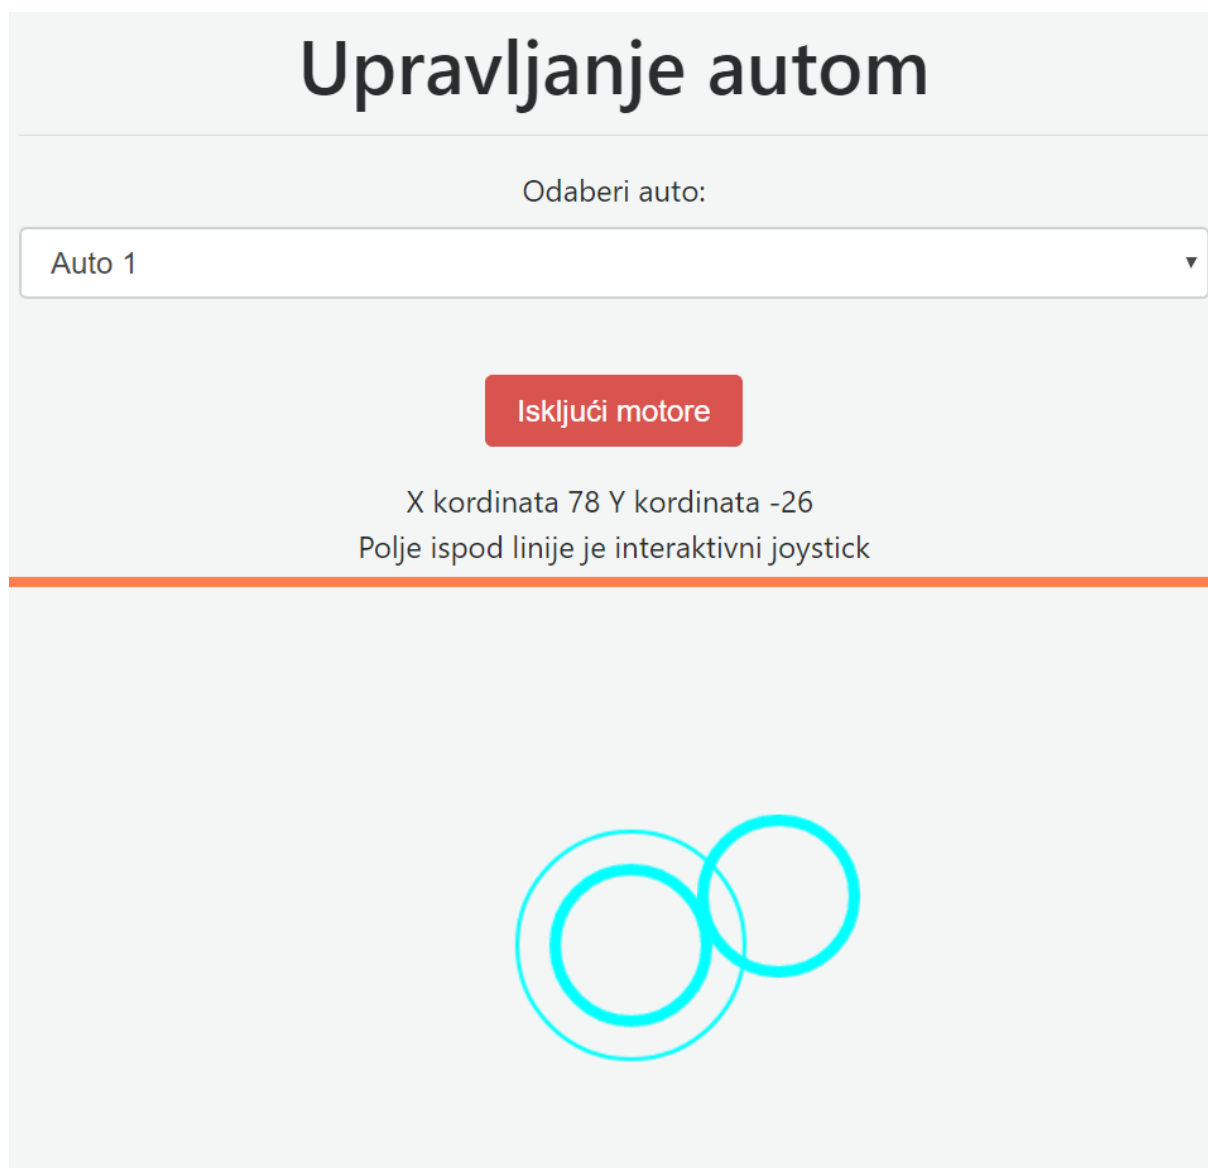 Upravljanje autom
Odaberi auto:
Auto 1
Isključi motore
X kordinata 78 Y kordinata -26
Polje ispod linije je interaktivni joystick